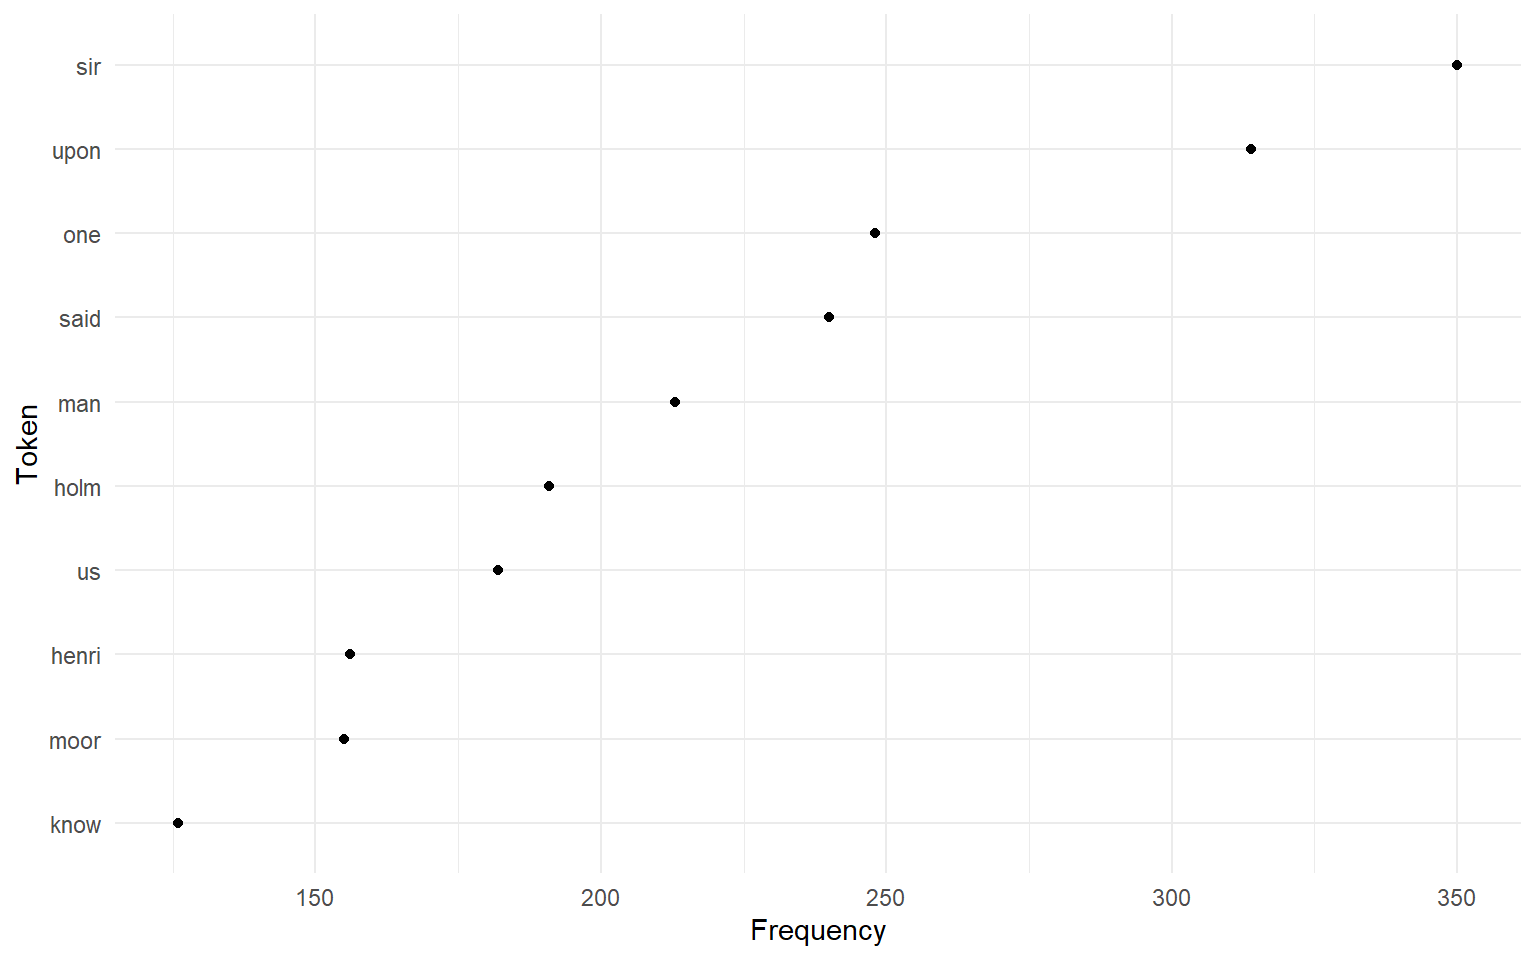 sir
upon
one
said
man
holm
us
henri
moor
know
Token
150 200 250 300 350
Frequency